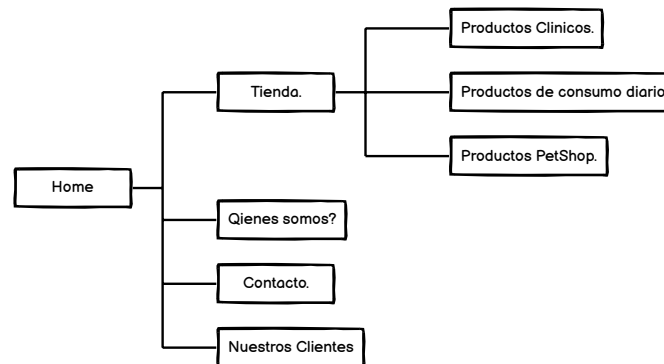 Productos Clinicos.
Tienda.
Productos de consumo diario
Productos PetShop.
Home
Qienes somos?
Contacto.
Nuestros Clientes